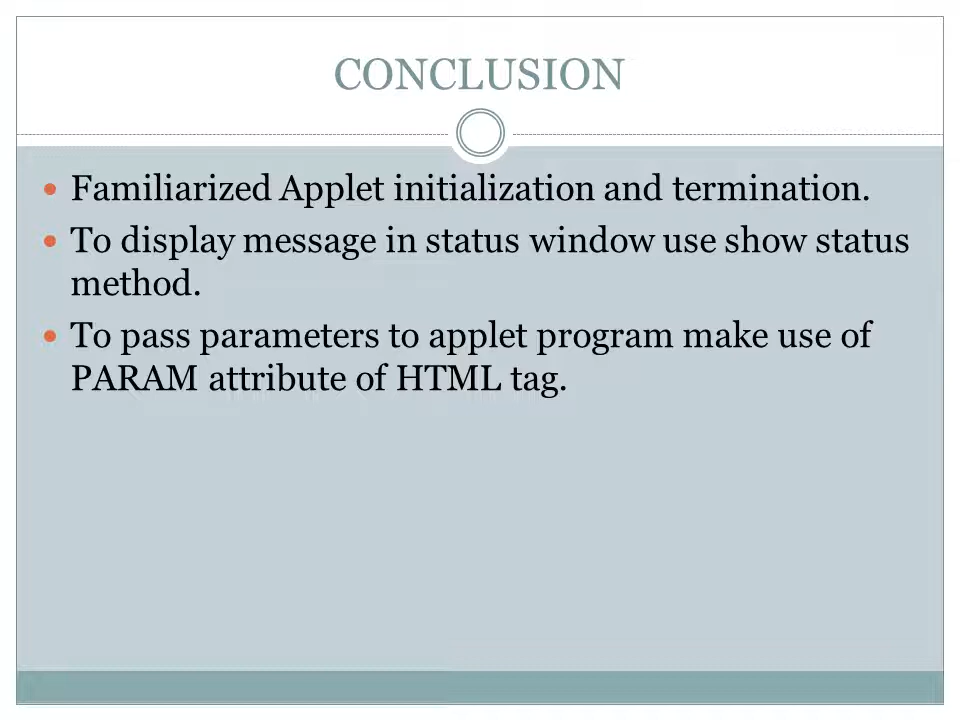 CONCLUSION
Familiarized Applet initialization and termination.
To display message in status window use show status
method.
To pass parameters to applet program make use of
PARAM attribute of HTML tag.